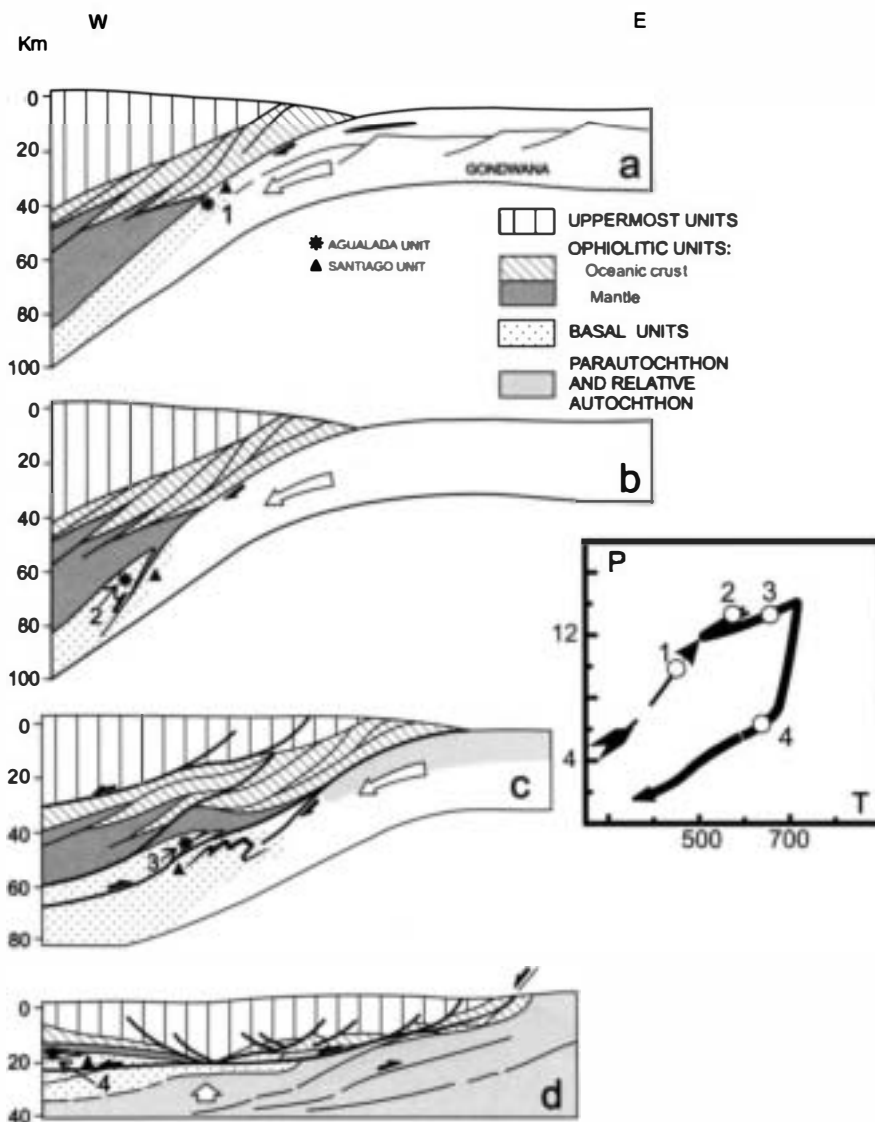 W E
Km
0
20
40
60
80
100
1
GONDWANA
a
AGUALADA UNIT
SANTIAGO UNIT
UPPERMOST UNITS
OPHIOLITIC UNITS:
Oceanic crust
Mantle
BASAL UNITS
PARAUTOCHTHON
AND RELATIVE
AUTOCHTHON
0
20
40
60
80
100
2
b
P
12
4
1
2
3
4
T
500 700
0
20
40
60
80
3
c
0
20
40
4
d